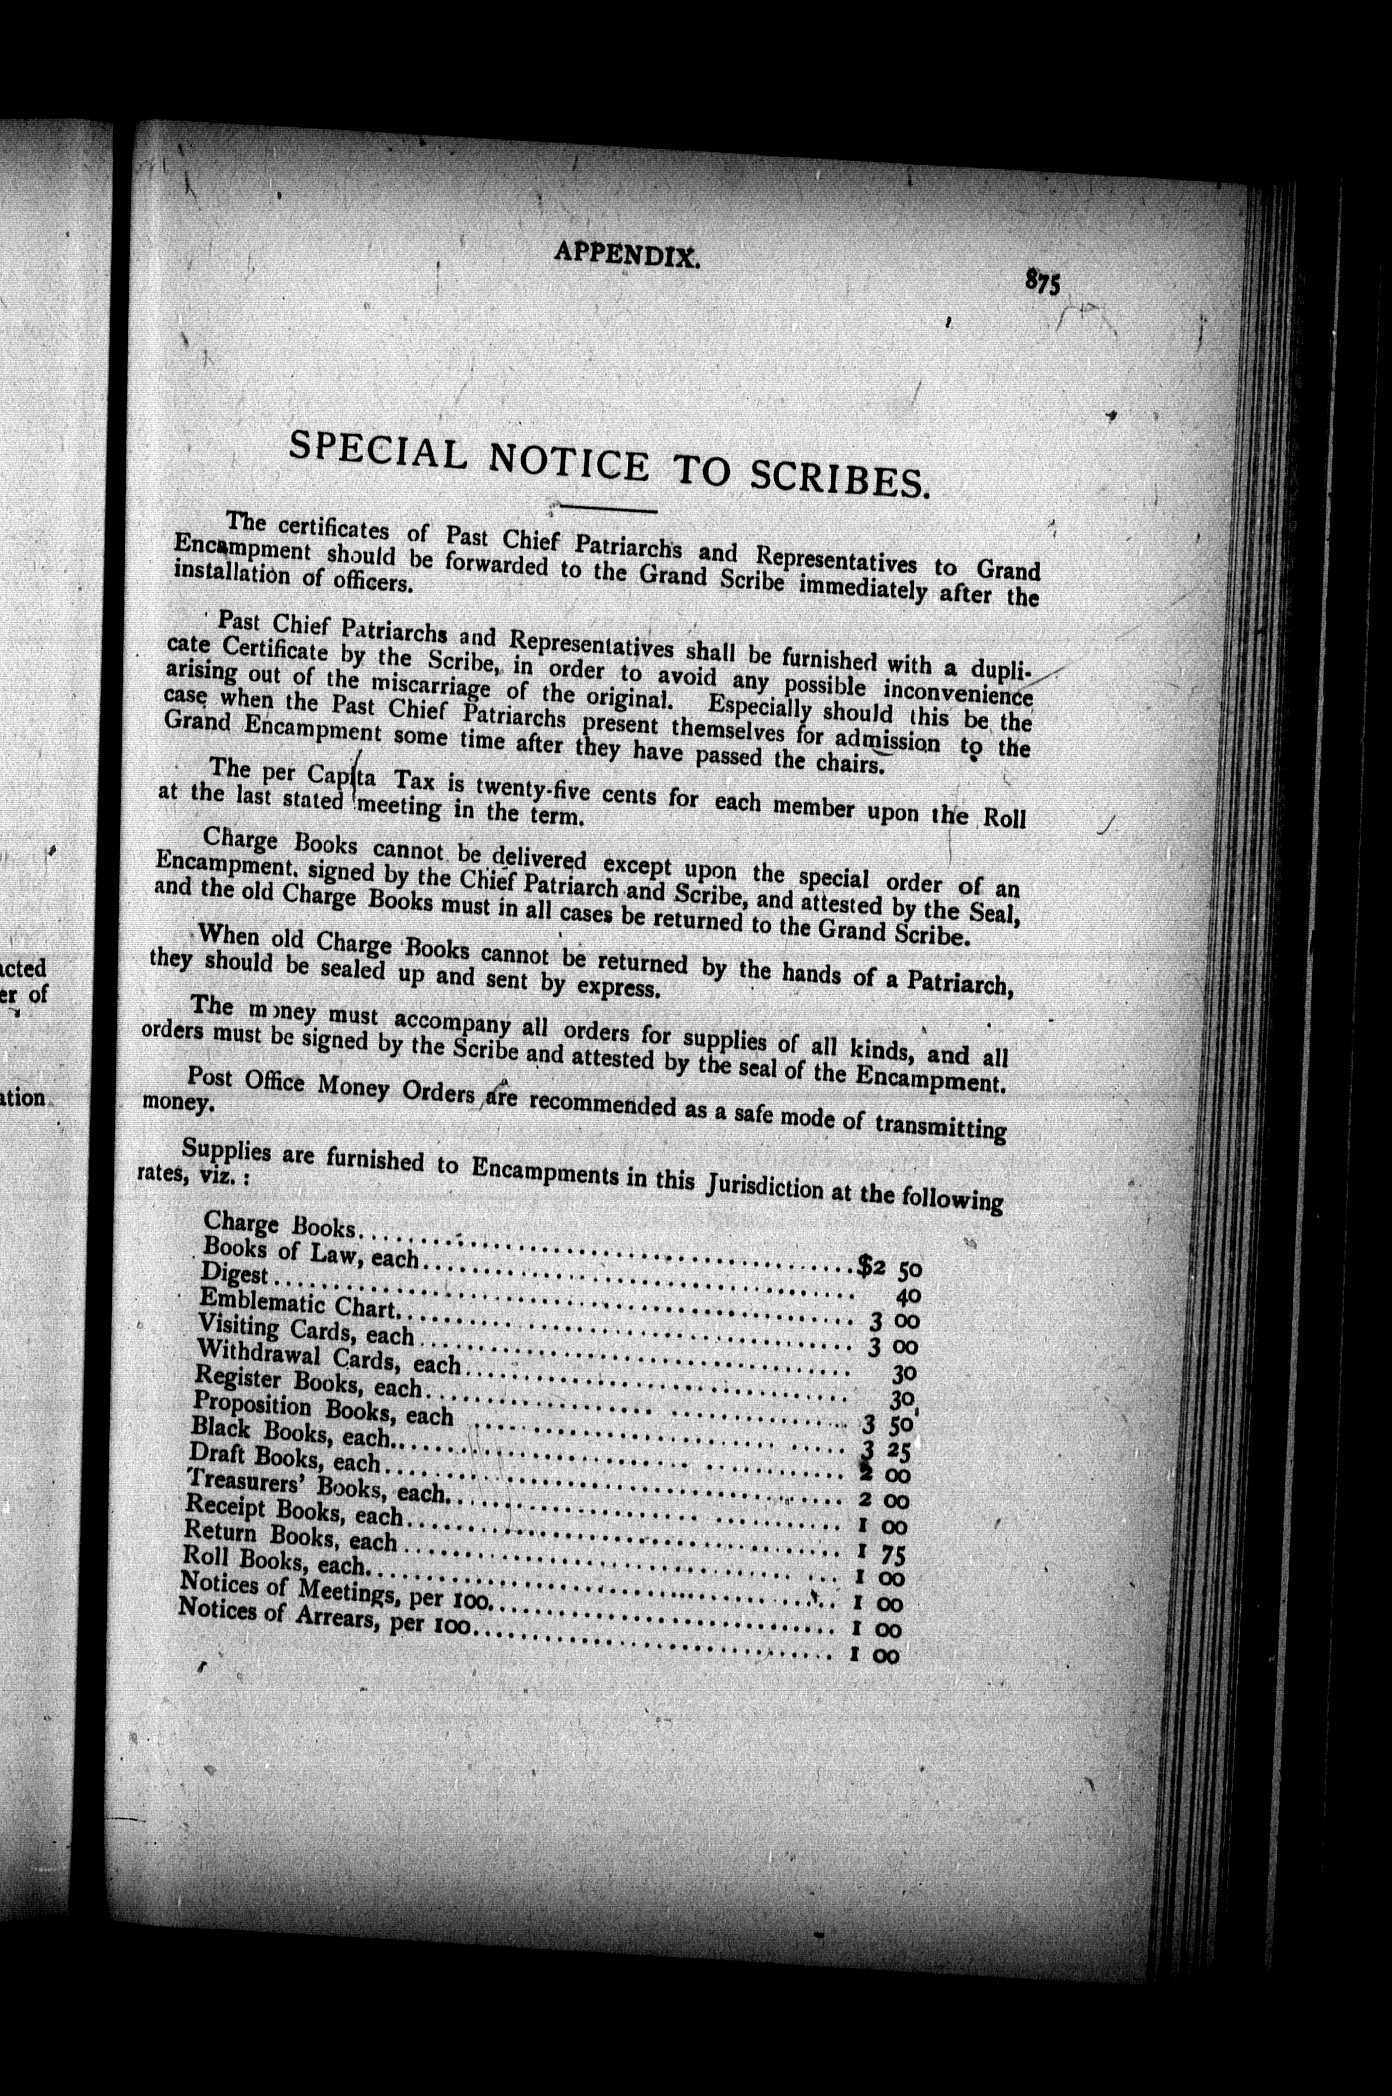 APPENDIX.
875
SPECIAL NOTICE TO SCRIBES.
The certificates of Past Chief Patriarchs and Representatives to Grand
Encampment should be forwarded to the Grand Scribe immediately after the
installation of officers.
Past Chief Patriarchs and Representatives shall be furnished with a dupli-
cate Certificate by the Scribe, in order to avoid any possible inconvenience
arising out of the miscarriage of the original. Especially should this be the
case when the Past Chief Patriarchs present themselves for admission to the
Grand Encampment some time after they have passed the chairs.
The per Capita Tax is twenty-five cents for each member upon the Roll
at the last stated meeting in the term.
Charge Books cannot be delivered except upon the special order of an
Encampment, signed by the Chief Patriarch and Scribe, and attested by the Seal,
and the old Charge Books must in all cases be returned to the Grand Scribe.
When old Charge Books cannot be returned by the hands of a Patriarch,
they should be sealed up and sent by express.
The money must accompany all orders for supplies of all kinds, and all
orders must be signed by the Scribe and attested by the seal of the Encampment.
Post Office Money Orders are recommended as a safe mode of transmitting
money.
Supplies are furnished to Encampments in this Jurisdiction at the following
rates, viz. :
Charge Books........................................$2 50
Books of Law, each........................................ 40
Digest........................................ 3 00
Emblematic Chart........................................ 3 00
Visiting Cards, each........................................ 30
Withdrawal Cards, each........................................ 30
Register Books, each........................................ 3 50
Proposition Books, each........................................ 3 25
Black Books, each........................................ 2 00
Draft Books, each........................................ 2 00
Treasurers' Books, each........................................ 1 00
Receipt Books, each........................................ 1 75
Return Books, each........................................ 1 00
Roll Books, each........................................ 1 00
Notices of Meetings, per 100........................................ 1 00
Notices of Arrears, per 100........................................ 1 00
acted
er of
ation